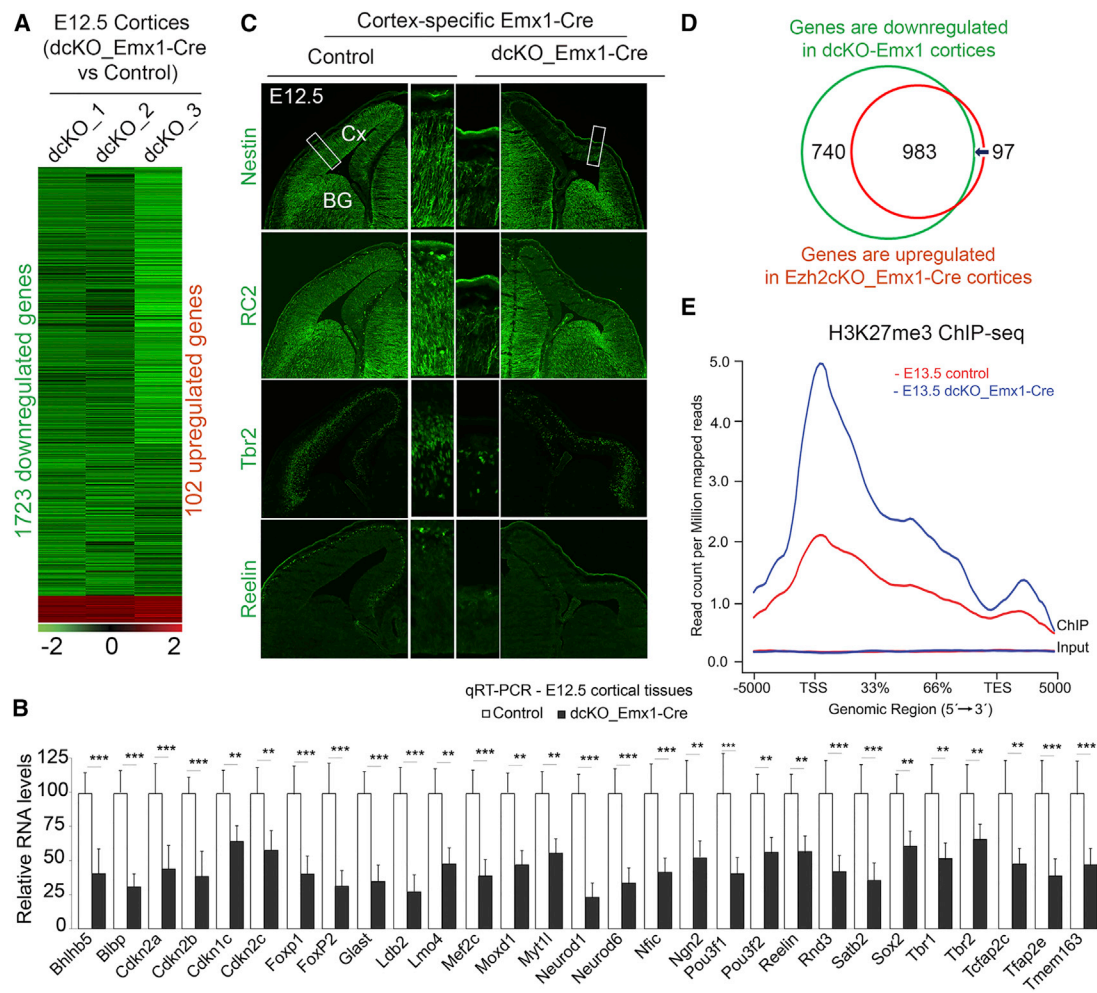 A
E12.5 Cortices
(dcKO_Emx1-Cre
vs Control)
dcKO_1
dcKO_2
dcKO_3
1723 downregulated genes
102 upregulated genes
-2 0 2
C
Cortex-specific Emx1-Cre
Control dcKO_Emx1-Cre
E12.5
Cx
BG
Nestin
RC2
Tbr2
Reelin
D
Genes are downregulated
in dcKO-Emx1 cortices
740 983 97
Genes are upregulated
in Ezh2cKO_Emx1-Cre cortices
E
H3K27me3 ChIP-seq
- E13.5 control
- E13.5 dcKO_Emx1-Cre
Read count per Million mapped reads
5.0
4.0
3.0
2.0
1.0
0.0
ChIP
Input
-5000 TSS 33% 66% TES 5000
Genomic Region (5´→3´)
B
qRT-PCR - E12.5 cortical tissues
Control dcKO_Emx1-Cre
Relative RNA levels
125
100
75
50
25
0
*** *** *** *** ** ** *** *** *** *** ** *** ** ** *** ** *** ** *** ** ** *** *** ** ** ** ** *** ***
Bhlhb5
Blbp
Cdkn2a
Cdkn2b
Cdkn1c
Cdkn2c
Foxp1
FoxP2
Glast
Ldb2
Lmo4
Mef2c
Moxd1
Myt1l
Neurod1
Neurod6
Nfic
Ngn2
Pou3f1
Pou3f2
Reelin
Rnd3
Satb2
Sox2
Tbr1
Tbr2
Tcfap2c
Tfap2e
Tmem163